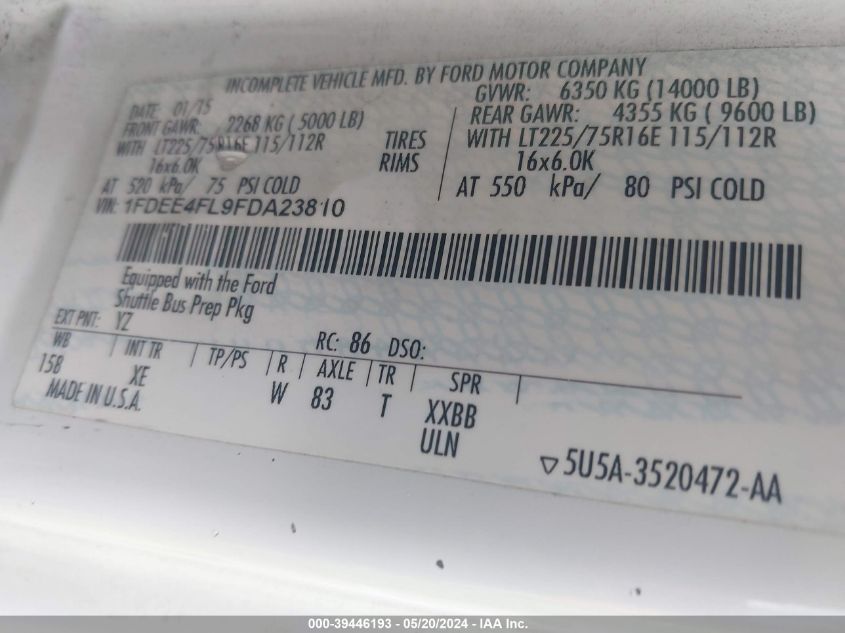 INCOMPLETE VEHICLE MFD. BY FORD MOTOR COMPANY
DATE 01/15 GVWR: 6350 KG (14000 LB)
FRONT GAWR: 2268 KG (5000 LB) REAR GAWR: 4355 KG (9600 LB)
WITH LT225/75R16E 115/112R TIRES WITH LT225/75R16E 115/112R
16x6.0K RIMS 16x6.0K
AT 520 kPa/ 75 PSI COLD AT 550 kPa/ 80 PSI COLD
VIN: 1FDEE4FL9FDA23810
Equipped with the Ford
Shuttle Bus Prep Pkg
EXT PNT: YZ RC: 86 DSO:
WB INT TR TP/PS R AXLE TR SPR
158 XE W 83 T XXBB
MADE IN U.S.A. ULN
5U5A-3520472-AA
000-39446193 - 05/20/2024 - IAA Inc.